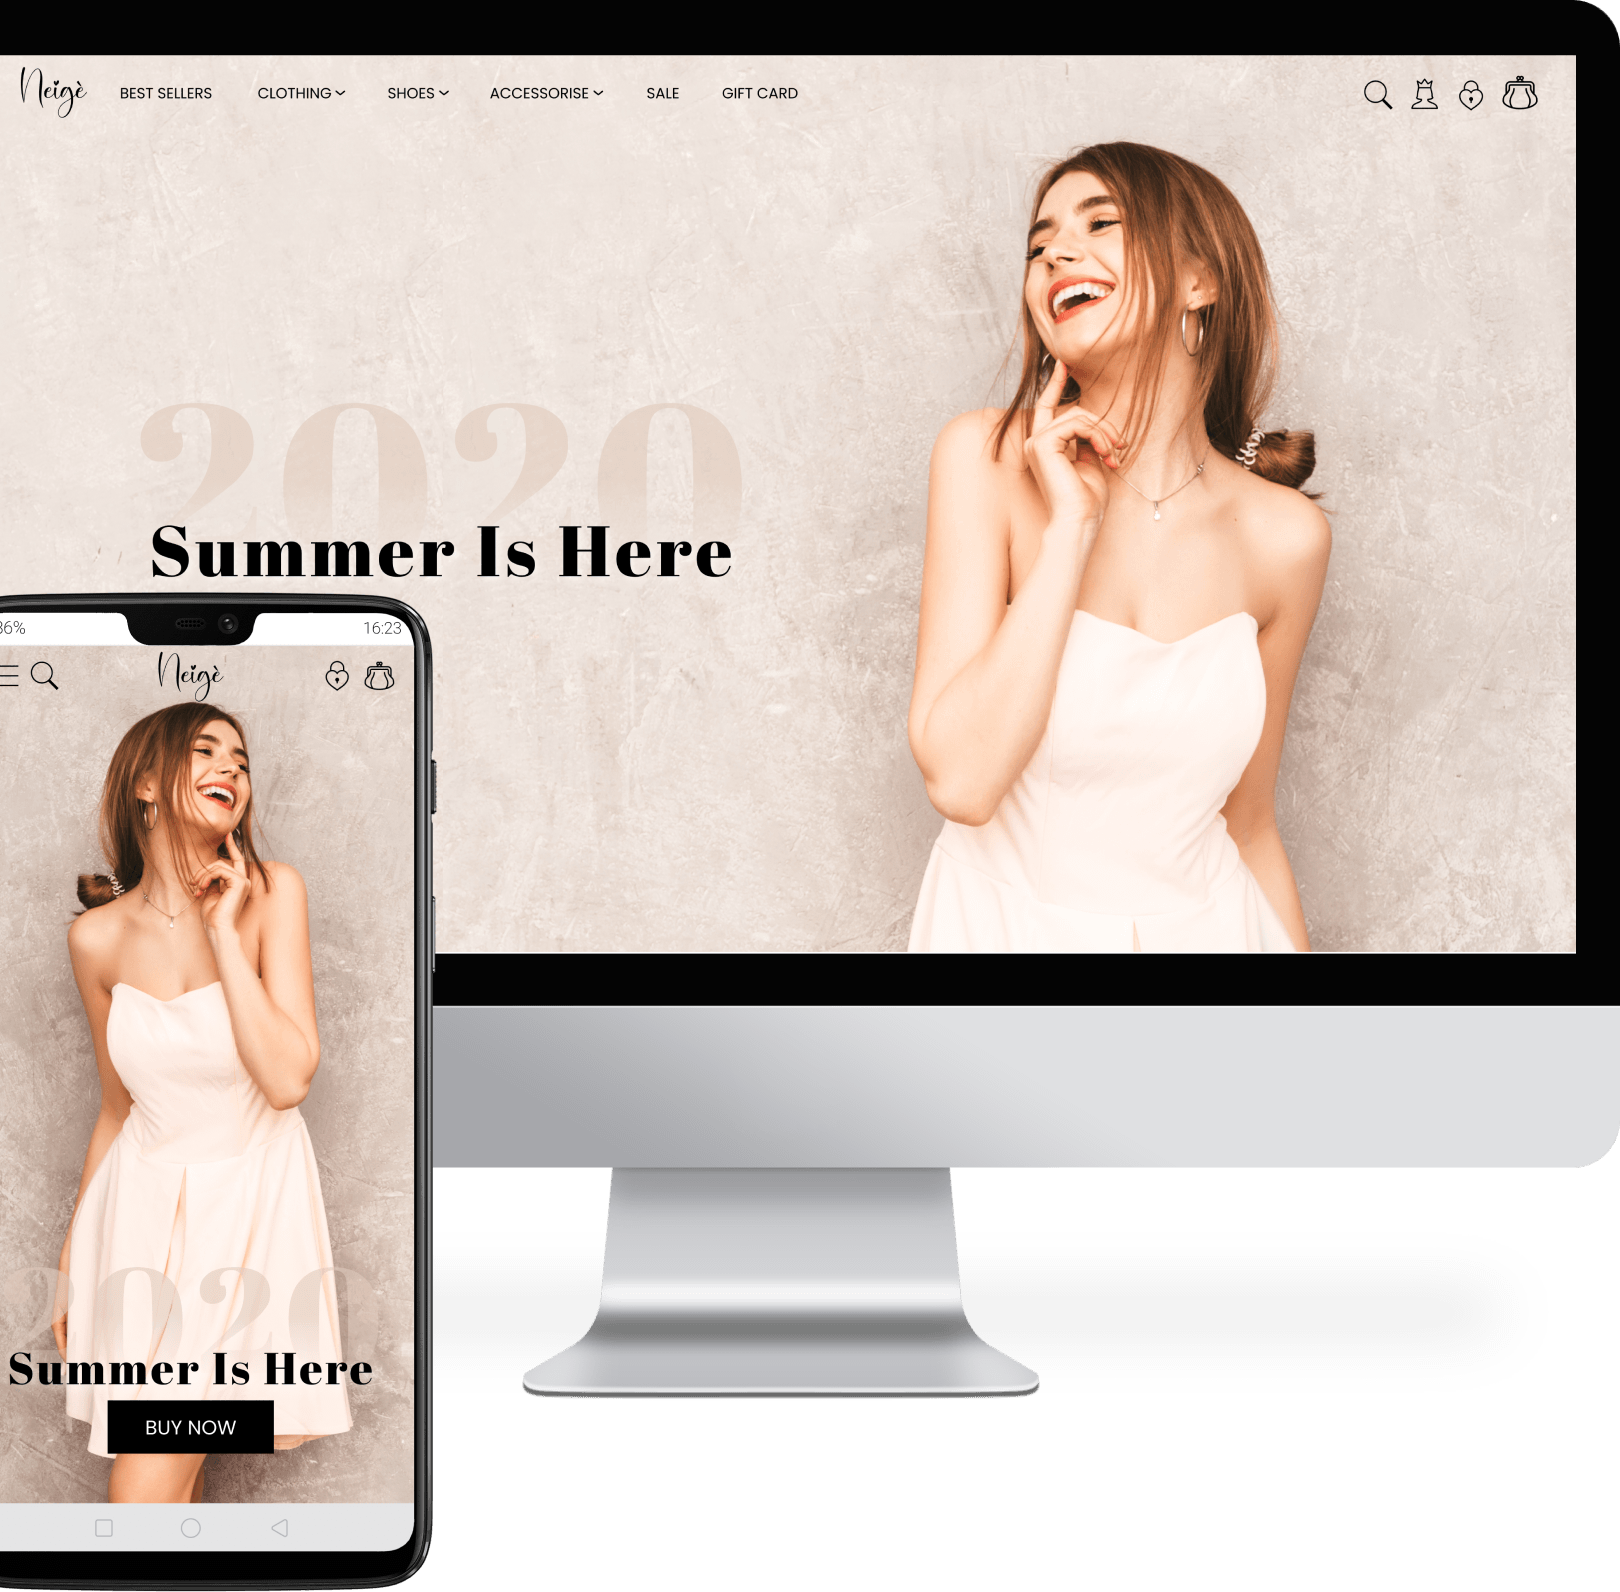 Neigè
BEST SELLERS CLOTHING SHOES ACCESSORISE SALE GIFT CARD
2020
Summer Is Here
36% 16:23
Neigè
2020
Summer Is Here
BUY NOW